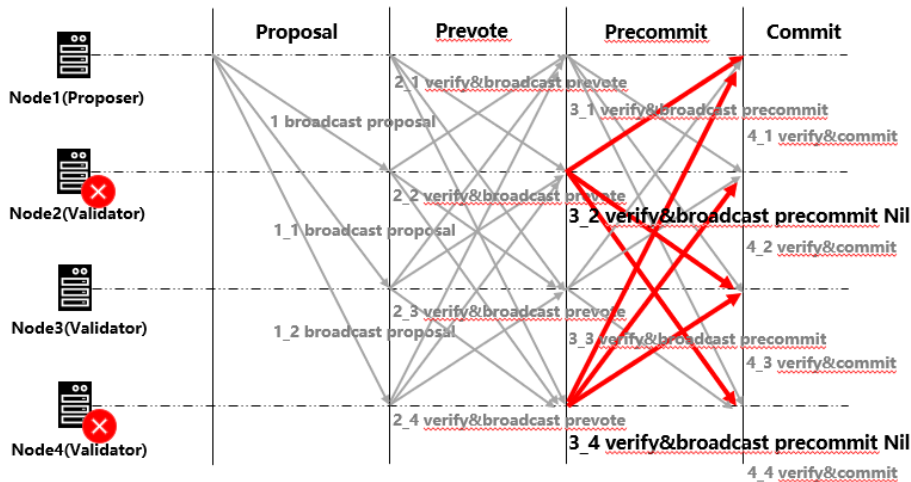 Proposal Prevote Precommit Commit
Node1(Proposer)
2_1 verify&broadcast prevote
3_1 verify&broadcast precommit
1 broadcast proposal
4_1 verify&commit
Node2(Validator)
2_2 verify&broadcast prevote
3_2 verify&broadcast precommit Nil
1_1 broadcast proposal
4_2 verify&commit
Node3(Validator)
2_3 verify&broadcast prevote
1_2 broadcast proposal
3_3 verify&broadcast precommit
4_3 verify&commit
Node4(Validator)
2_4 verify&broadcast prevote
3_4 verify&broadcast precommit Nil
4_4 verify&commit